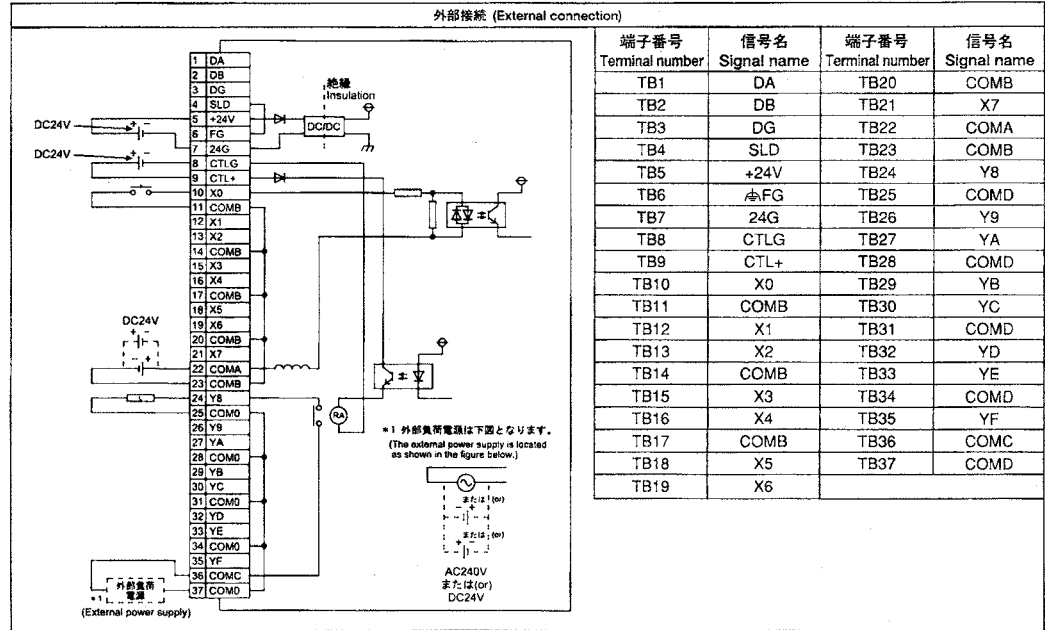 外部接続 (External connection)
1 DA
2 DB
3 DG
4 SLD
5 +24V
6 FG
7 24G
8 CTLG
9 CTL+
10 X0
11 COMB
12 X1
13 X2
14 COMB
15 X3
16 X4
17 COMB
18 X5
19 X6
20 COMB
21 X7
22 COMA
23 COMB
24 Y8
25 COM0
26 Y9
27 YA
28 COM0
29 YB
30 YC
31 COM0
32 YD
33 YE
34 COM0
35 YF
36 COMC
37 COM0
DC24V
+ -
DC24V
+ -
DC24V
+ -
- +
絶縁
Insulation
DC/DC
RA
*1 外部負荷電源は下図となります。
(The external power supply is located
as shown in the figure below.)
または (or)
- +
または (or)
+ -
AC240V
または(or)
DC24V
*1
外部負荷
電源
(External power supply)
端子番号 信号名 端子番号 信号名
Terminal number Signal name Terminal number Signal name
TB1 DA TB20 COMB
TB2 DB TB21 X7
TB3 DG TB22 COMA
TB4 SLD TB23 COMB
TB5 +24V TB24 Y8
TB6 FG TB25 COMD
TB7 24G TB26 Y9
TB8 CTLG TB27 YA
TB9 CTL+ TB28 COMD
TB10 X0 TB29 YB
TB11 COMB TB30 YC
TB12 X1 TB31 COMD
TB13 X2 TB32 YD
TB14 COMB TB33 YE
TB15 X3 TB34 COMD
TB16 X4 TB35 YF
TB17 COMB TB36 COMC
TB18 X5 TB37 COMD
TB19 X6